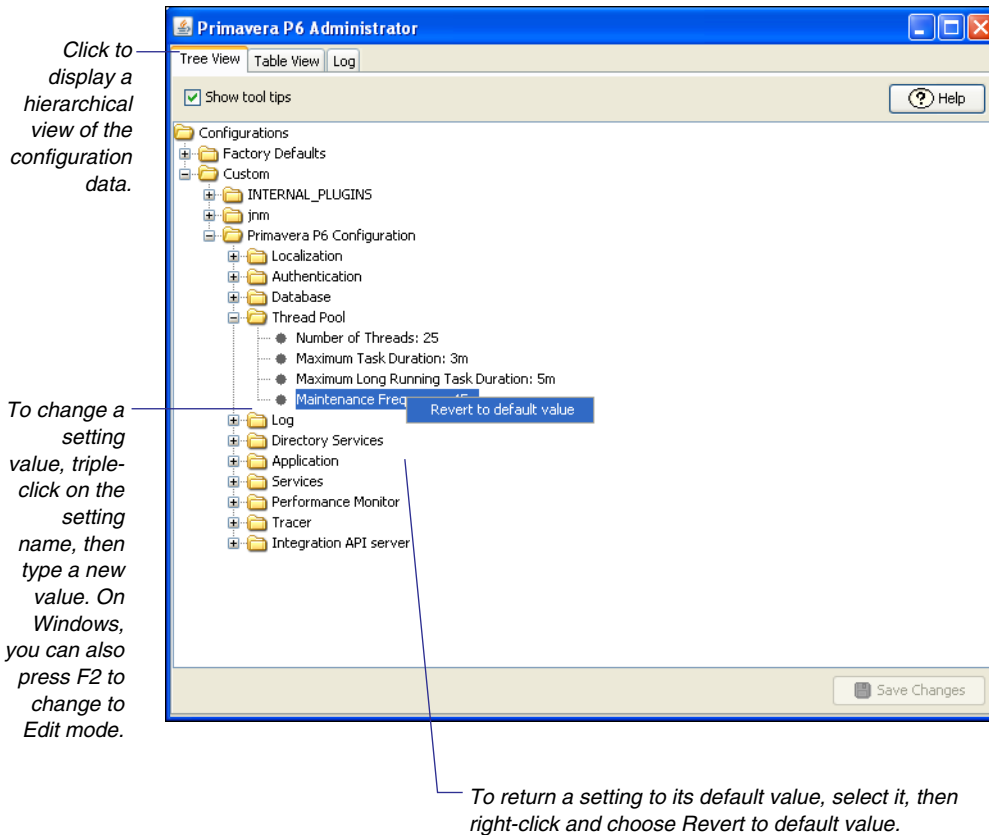 Primavera P6 Administrator
Click to
display a
hierarchical
view of the
configuration
data.
Tree View Table View Log
Show tool tips
Help
Configurations
Factory Defaults
Custom
INTERNAL_PLUGINS
jnm
Primavera P6 Configuration
Localization
Authentication
Database
Thread Pool
Number of Threads: 25
Maximum Task Duration: 3m
Maximum Long Running Task Duration: 5m
Maintenance
Revert to default value
Log
Directory Services
Application
Services
Performance Monitor
Tracer
Integration API server
To change a
setting
value, triple-
click on the
setting
name, then
type a new
value. On
Windows,
you can also
press F2 to
change to
Edit mode.
Save Changes
To return a setting to its default value, select it, then
right-click and choose Revert to default value.